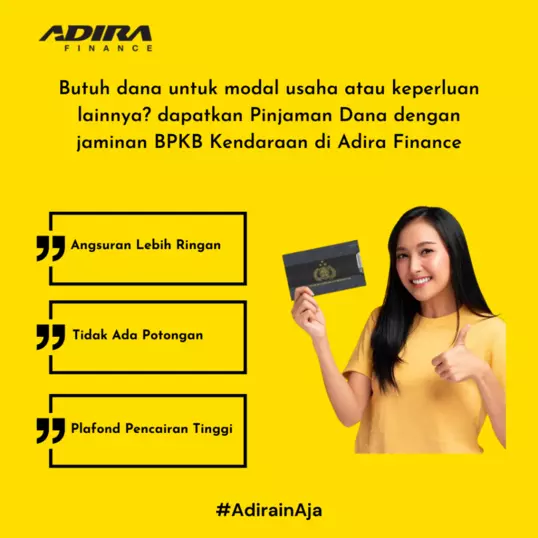 ADIRA
FINANCE
Butuh dana untuk modal usaha atau keperluan
lainnya? dapatkan Pinjaman Dana dengan
jaminan BPKB Kendaraan di Adira Finance
Angsuran Lebih Ringan
Tidak Ada Potongan
Plafond Pencairan Tinggi
#AdirainAja